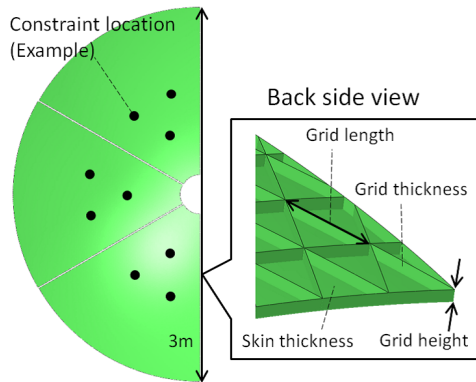 Constraint location
(Example)
Back side view
Grid length
Grid thickness
3m
Skin thickness
Grid height